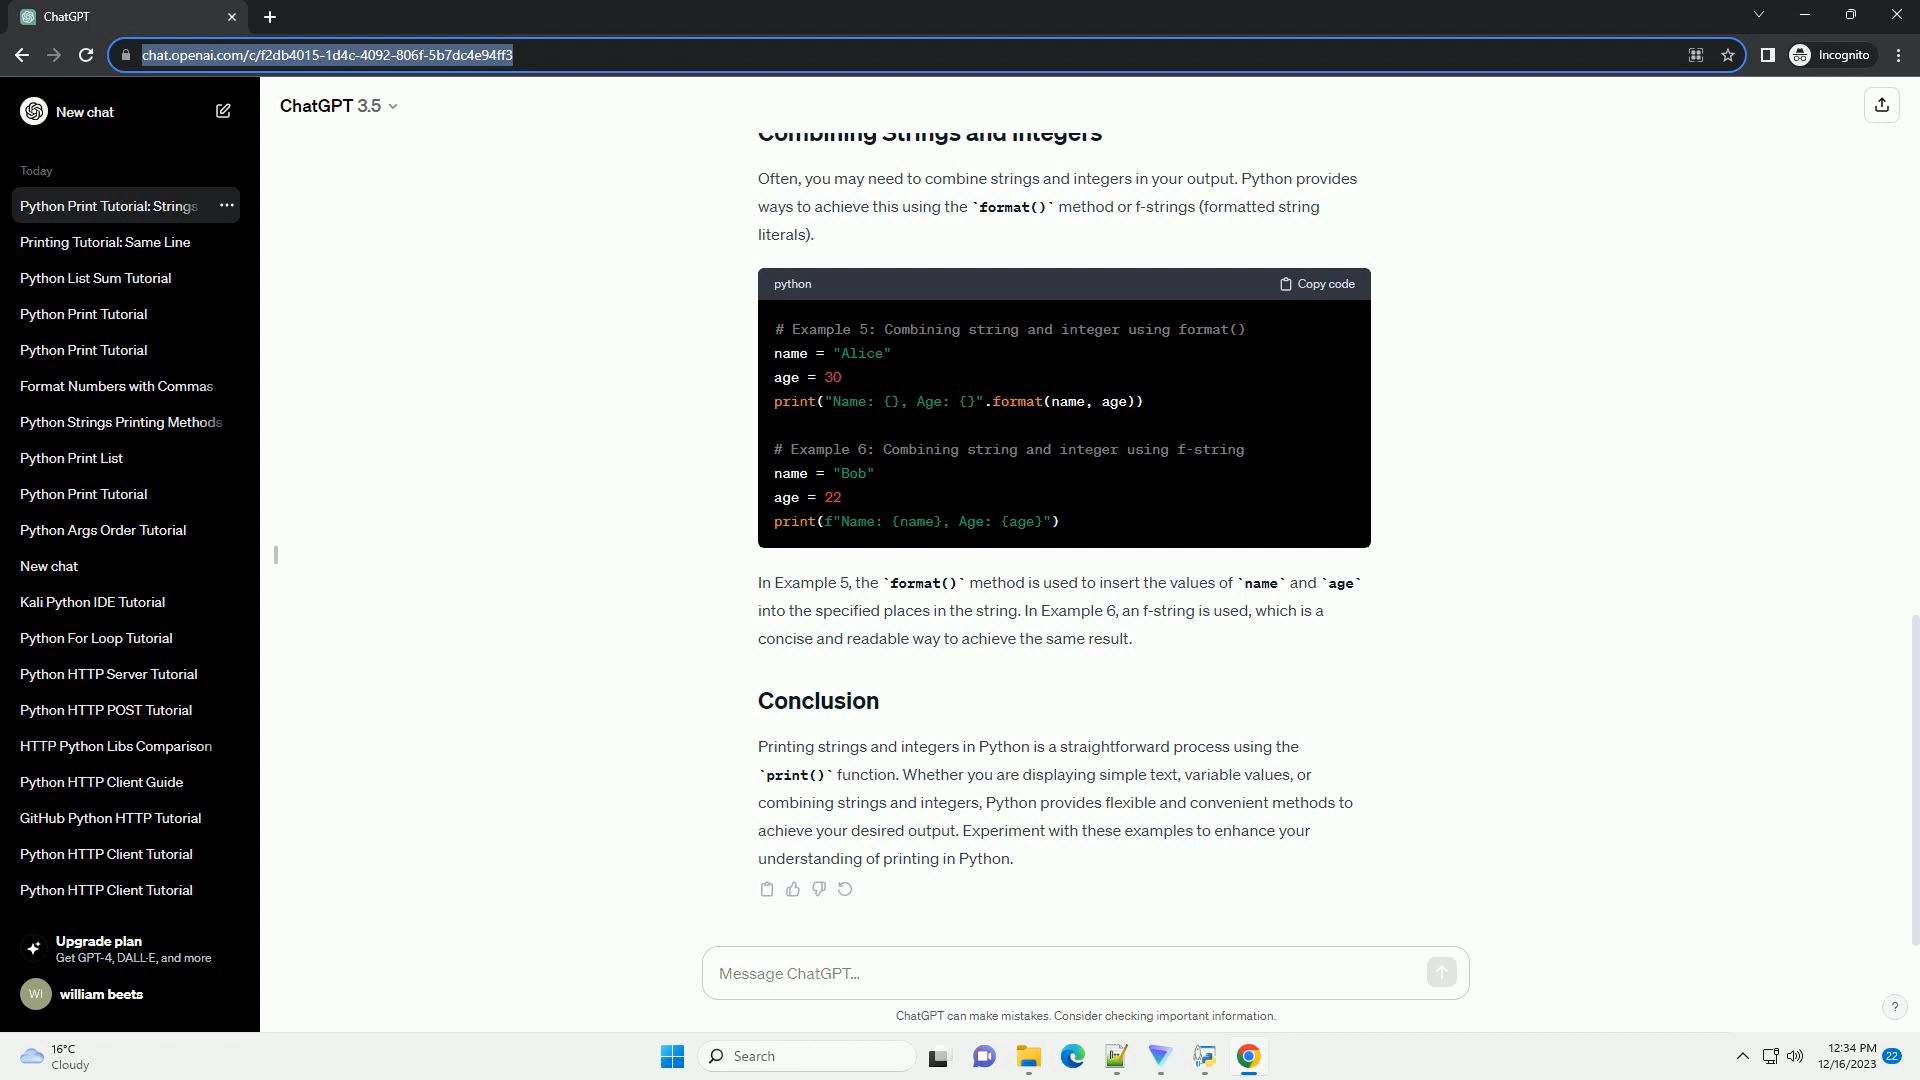 ChatGPT
chat.openai.com/c/f2db4015-1d4c-4092-806f-5b7dc4e94ff3
Incognito
New chat
Today
Python Print Tutorial: Strings
Printing Tutorial: Same Line
Python List Sum Tutorial
Python Print Tutorial
Python Print Tutorial
Format Numbers with Commas
Python Strings Printing Methods
Python Print List
Python Print Tutorial
Python Args Order Tutorial
New chat
Kali Python IDE Tutorial
Python For Loop Tutorial
Python HTTP Server Tutorial
Python HTTP POST Tutorial
HTTP Python Libs Comparison
Python HTTP Client Guide
GitHub Python HTTP Tutorial
Python HTTP Client Tutorial
Python HTTP Client Tutorial
Upgrade plan
Get GPT-4, DALL·E, and more
WI william beets
ChatGPT 3.5
Combining Strings and Integers
Often, you may need to combine strings and integers in your output. Python provides
ways to achieve this using the `format()` method or f-strings (formatted string
literals).
python Copy code
# Example 5: Combining string and integer using format()
name = "Alice"
age = 30
print("Name: {}, Age: {}".format(name, age))
# Example 6: Combining string and integer using f-string
name = "Bob"
age = 22
print(f"Name: {name}, Age: {age}")
In Example 5, the `format()` method is used to insert the values of `name` and `age`
into the specified places in the string. In Example 6, an f-string is used, which is a
concise and readable way to achieve the same result.
Conclusion
Printing strings and integers in Python is a straightforward process using the
`print()` function. Whether you are displaying simple text, variable values, or
combining strings and integers, Python provides flexible and convenient methods to
achieve your desired output. Experiment with these examples to enhance your
understanding of printing in Python.
Message ChatGPT...
ChatGPT can make mistakes. Consider checking important information.
?
16°C
Cloudy
Search
12:34 PM
12/16/2023
22